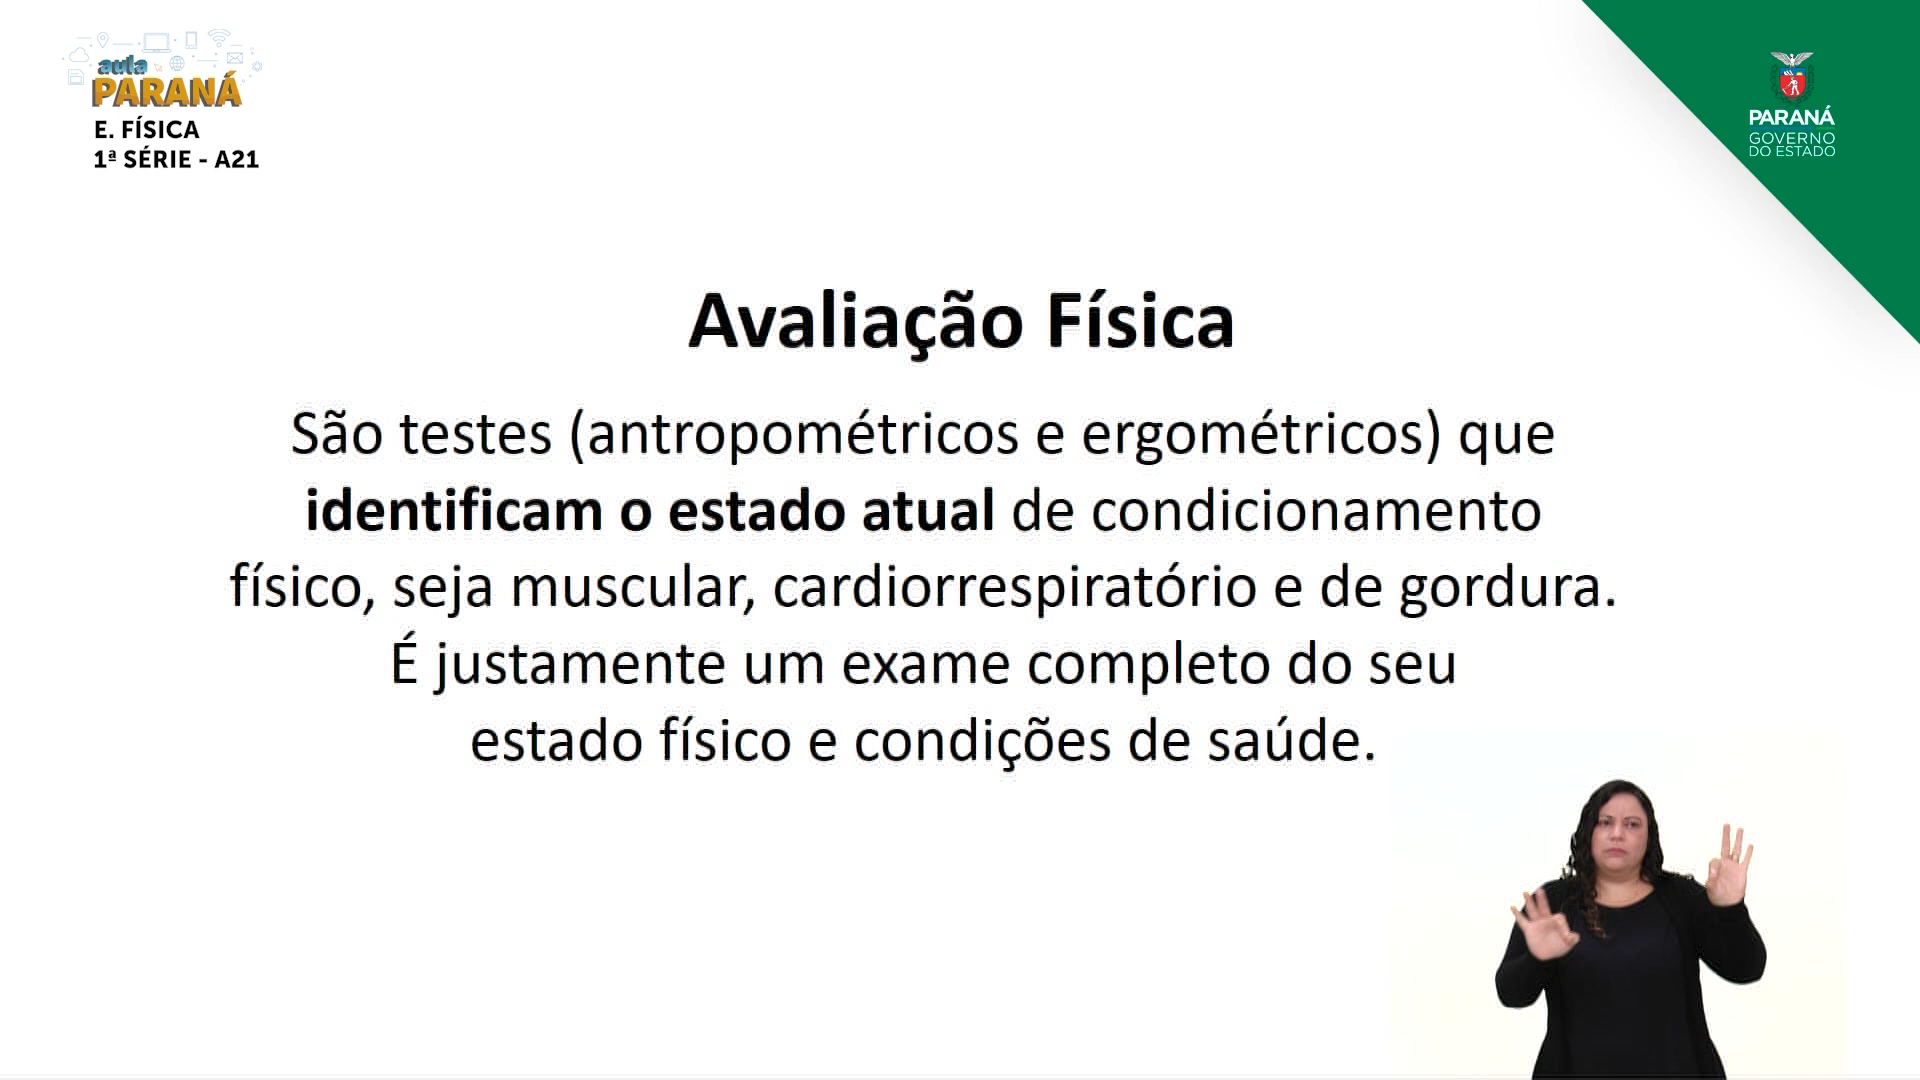 aula
PARANÁ
E. FÍSICA
1ª SÉRIE - A21
PARANÁ
GOVERNO
DO ESTADO
Avaliação Física
São testes (antropométricos e ergométricos) que
identificam o estado atual de condicionamento
físico, seja muscular, cardiorrespiratório e de gordura.
É justamente um exame completo do seu
estado físico e condições de saúde.